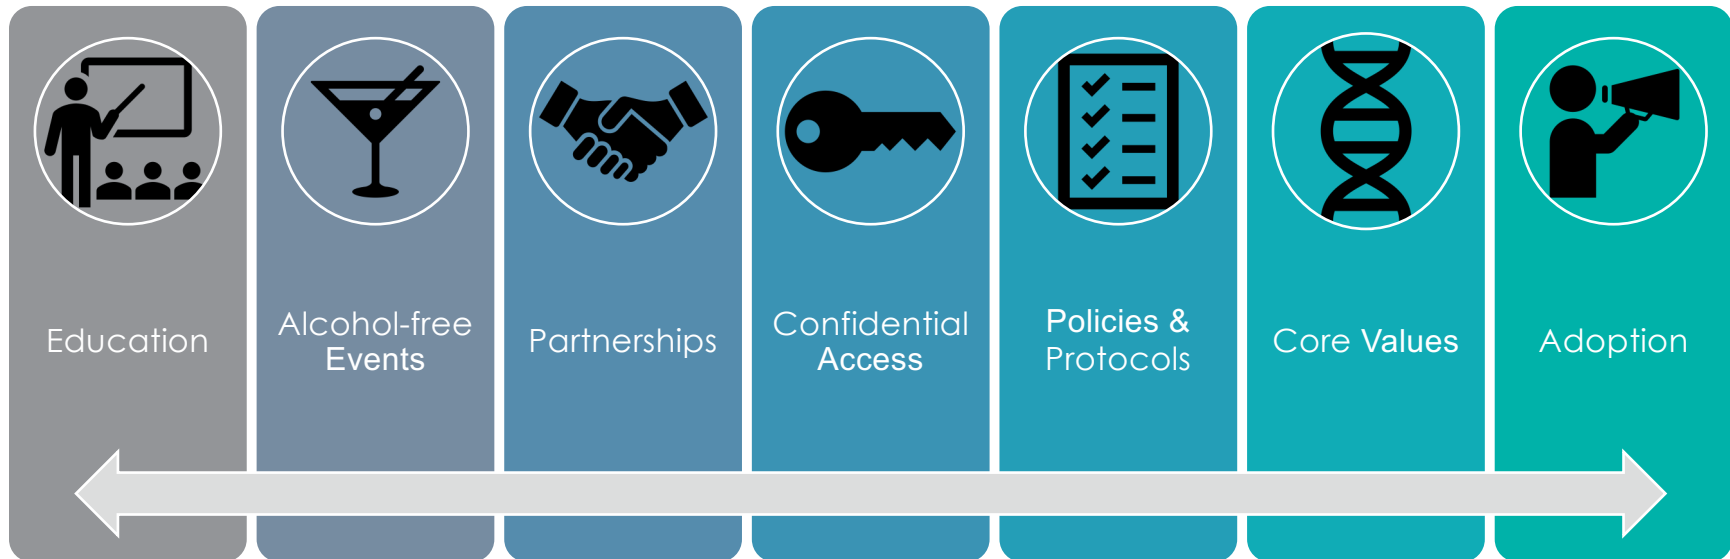 Education
Alcohol-free
Events
Partnerships
Confidential
Access
Policies &
Protocols
Core Values
Adoption